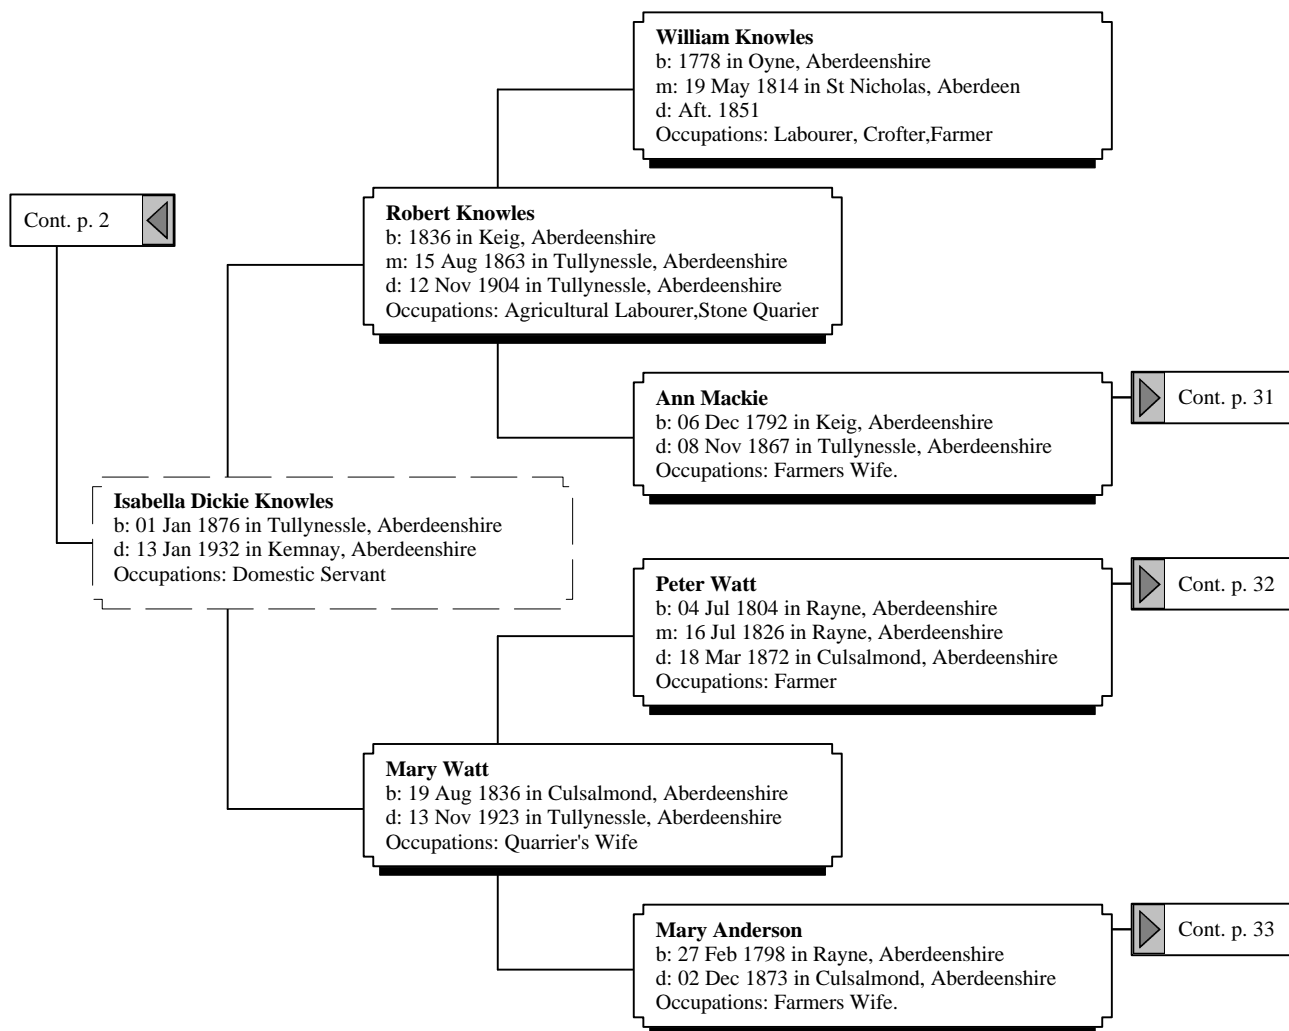 William Knowles
b: 1778 in Oyne, Aberdeenshire
m: 19 May 1814 in St Nicholas, Aberdeen
d: Aft. 1851
Occupations: Labourer, Crofter,Farmer
Cont. p. 2
Robert Knowles
b: 1836 in Keig, Aberdeenshire
m: 15 Aug 1863 in Tullynessle, Aberdeenshire
d: 12 Nov 1904 in Tullynessle, Aberdeenshire
Occupations: Agricultural Labourer,Stone Quarier
Ann Mackie
b: 06 Dec 1792 in Keig, Aberdeenshire
d: 08 Nov 1867 in Tullynessle, Aberdeenshire
Occupations: Farmers Wife.
Cont. p. 31
Isabella Dickie Knowles
b: 01 Jan 1876 in Tullynessle, Aberdeenshire
d: 13 Jan 1932 in Kemnay, Aberdeenshire
Occupations: Domestic Servant
Peter Watt
b: 04 Jul 1804 in Rayne, Aberdeenshire
m: 16 Jul 1826 in Rayne, Aberdeenshire
d: 18 Mar 1872 in Culsalmond, Aberdeenshire
Occupations: Farmer
Cont. p. 32
Mary Watt
b: 19 Aug 1836 in Culsalmond, Aberdeenshire
d: 13 Nov 1923 in Tullynessle, Aberdeenshire
Occupations: Quarrier's Wife
Mary Anderson
b: 27 Feb 1798 in Rayne, Aberdeenshire
d: 02 Dec 1873 in Culsalmond, Aberdeenshire
Occupations: Farmers Wife.
Cont. p. 33